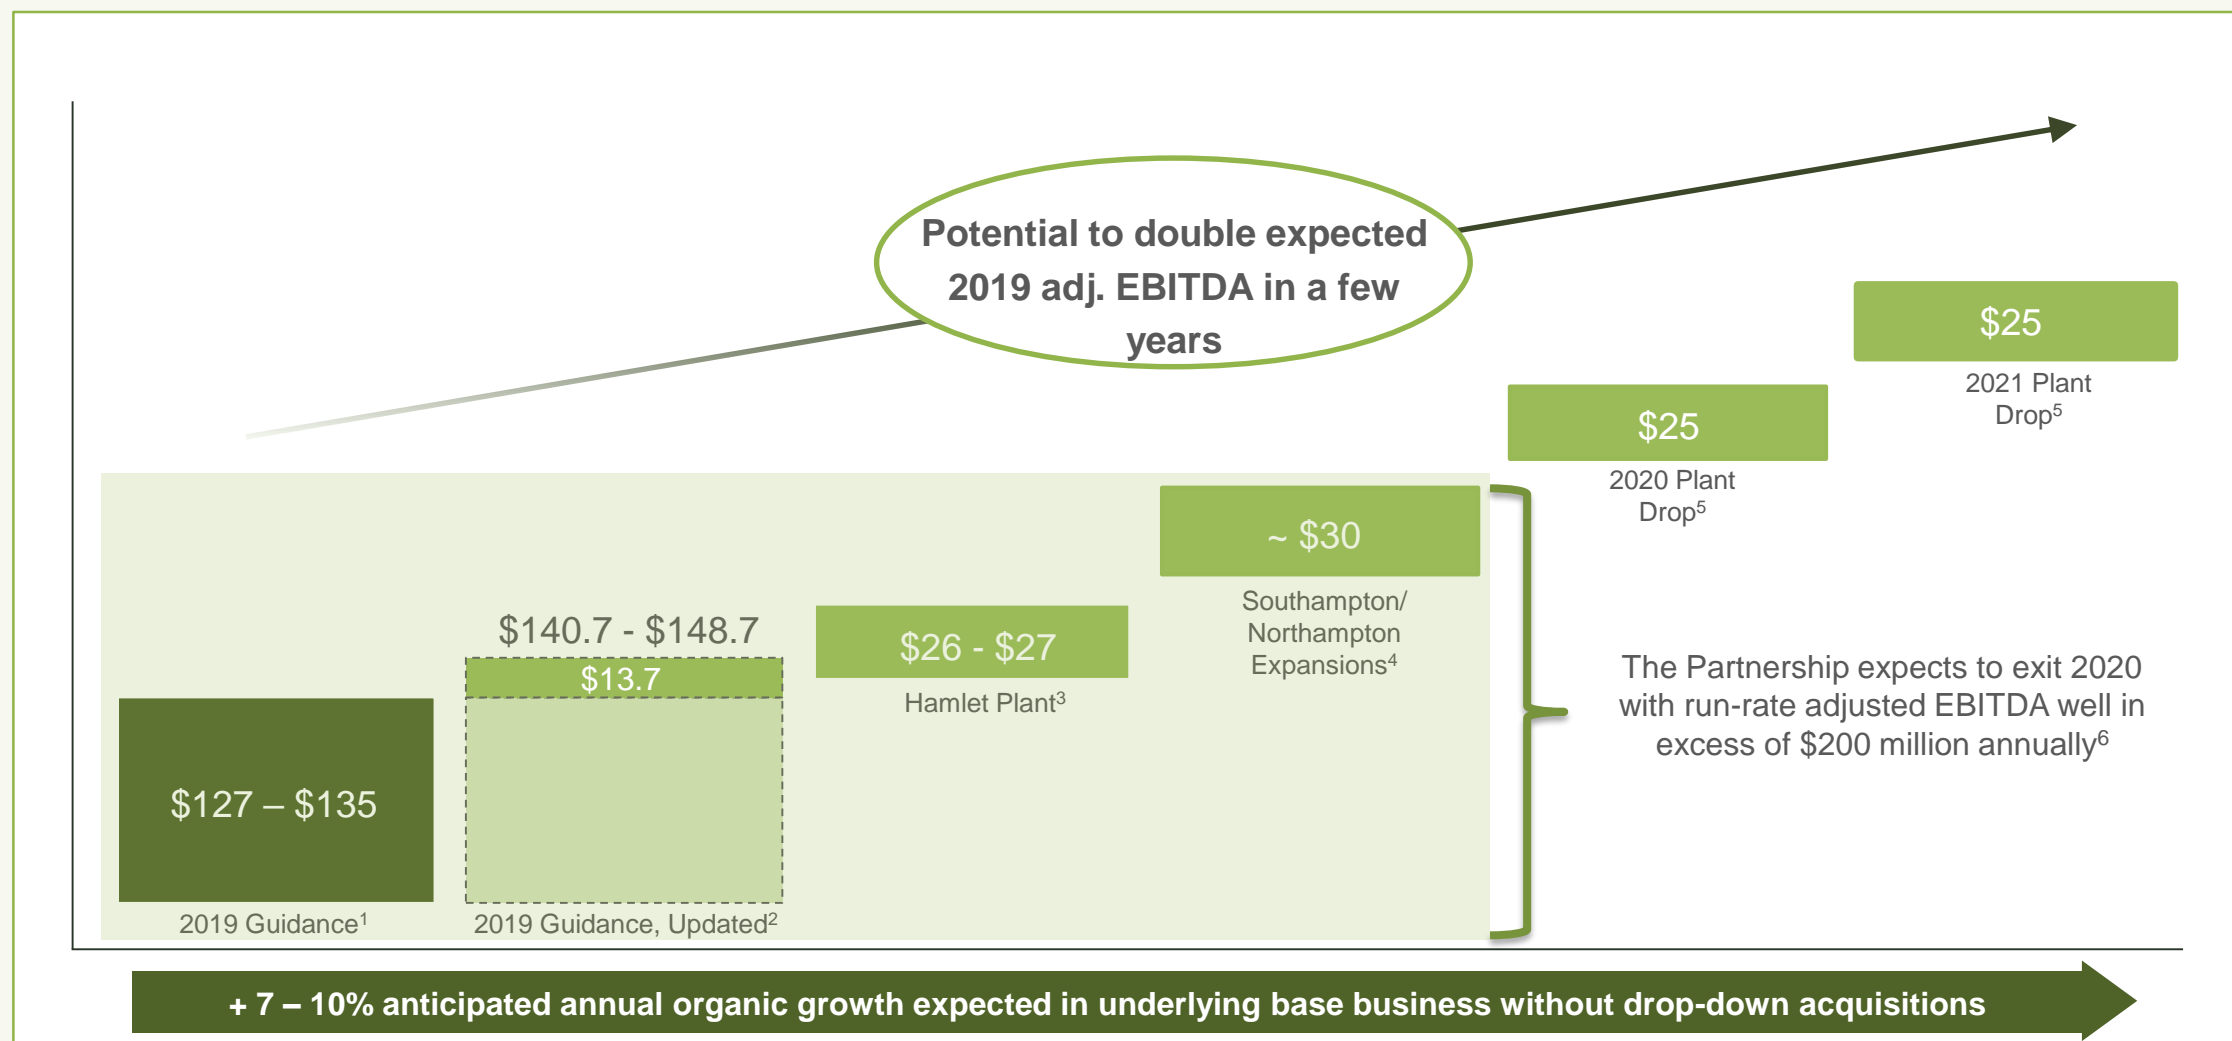 Potential to double expected
2019 adj. EBITDA in a few
years
$25
2021 Plant
Drop⁵
$25
2020 Plant
Drop⁵
~ $30
Southampton/
Northampton
Expansions⁴
$140.7 - $148.7
$13.7
$26 - $27
Hamlet Plant³
The Partnership expects to exit 2020
with run-rate adjusted EBITDA well in
excess of $200 million annually⁶
$127 – $135
2019 Guidance¹
2019 Guidance, Updated²
+ 7 – 10% anticipated annual organic growth expected in underlying base business without drop-down acquisitions